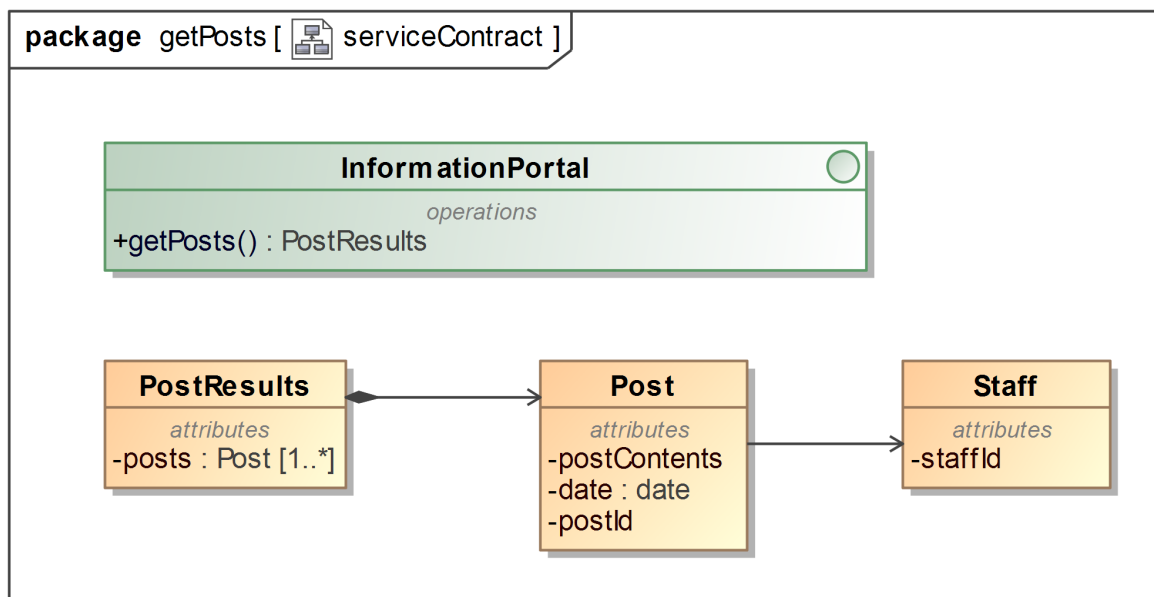 package getPosts [ serviceContract ]
InformationPortal
operations
+getPosts() : PostResults
PostResults
attributes
-posts : Post [1..*]
Post
attributes
-postContents
-date : date
-postId
Staff
attributes
-staffId